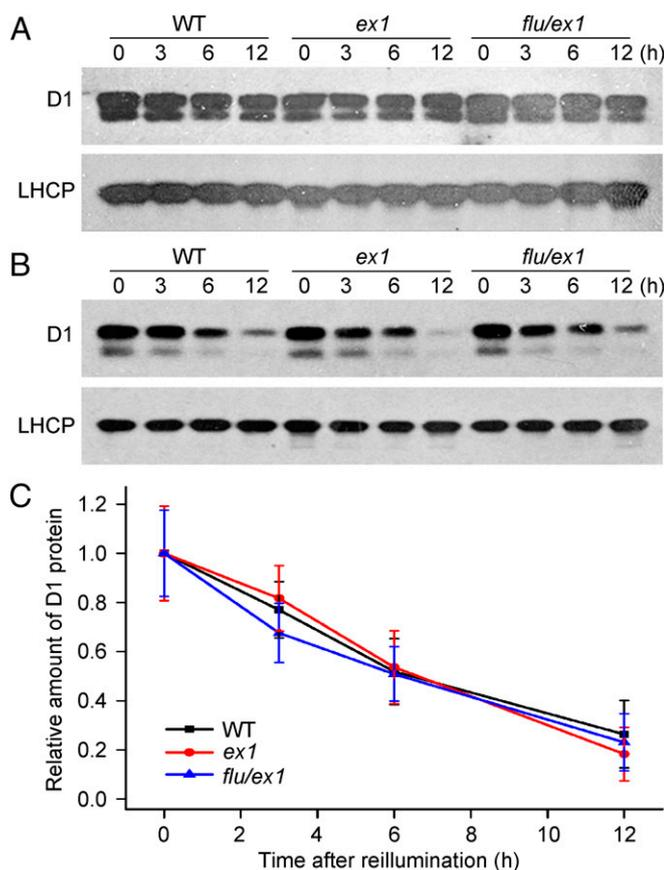 A
WT ex1 flu/ex1
0 3 6 12 0 3 6 12 0 3 6 12 (h)
D1
LHCP
B
WT ex1 flu/ex1
0 3 6 12 0 3 6 12 0 3 6 12 (h)
D1
LHCP
C
Relative amount of D1 protein
1.2
1.0
0.8
0.6
0.4
0.2
0.0
WT
ex1
flu/ex1
0 2 4 6 8 10 12
Time after reillumination (h)